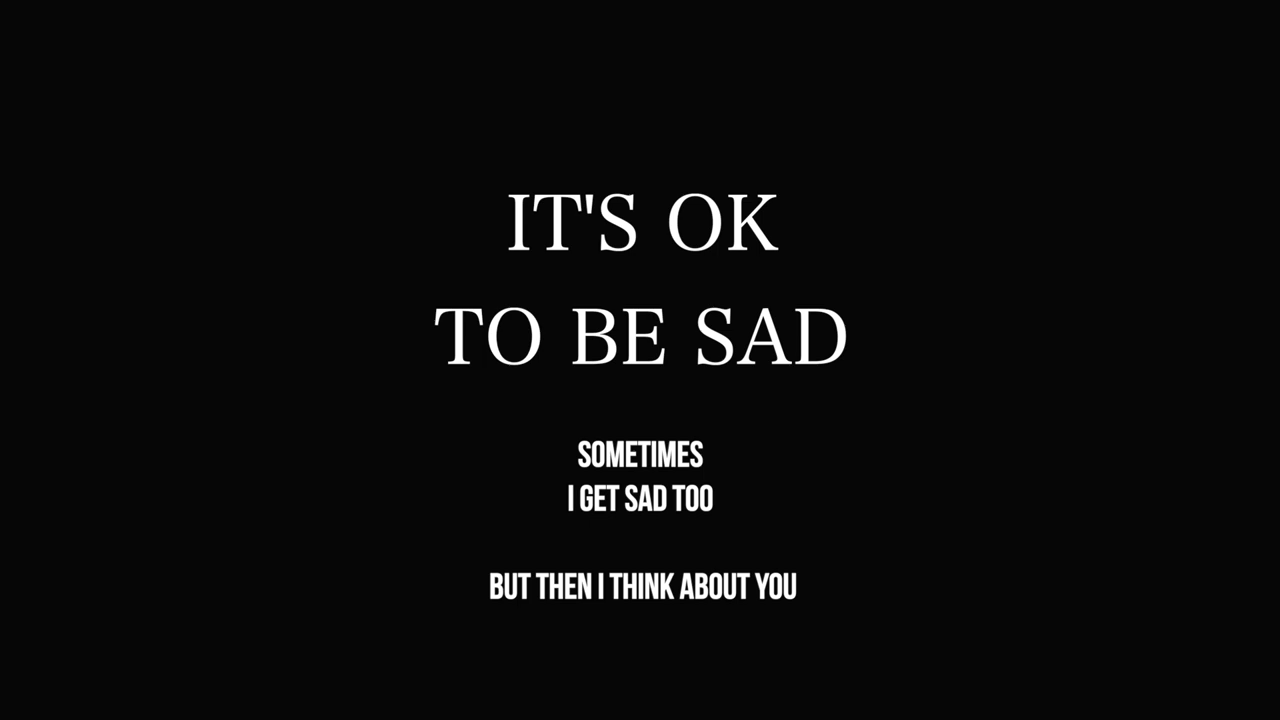 IT'S OK
TO BE SAD
SOMETIMES
I GET SAD TOO
BUT THEN I THINK ABOUT YOU